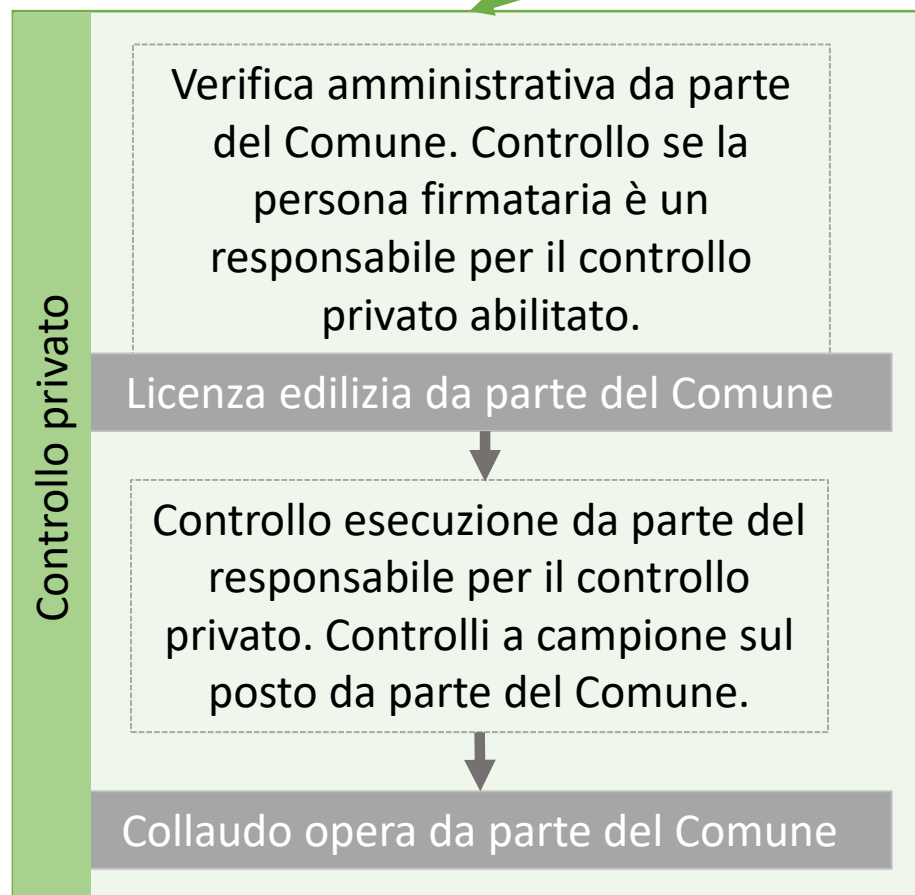 Controllo privato
Verifica amministrativa da parte
del Comune. Controllo se la
persona firmataria è un
responsabile per il controllo
privato abilitato.
Licenza edilizia da parte del Comune
Controllo esecuzione da parte del
responsabile per il controllo
privato. Controlli a campione sul
posto da parte del Comune.
Collaudo opera da parte del Comune